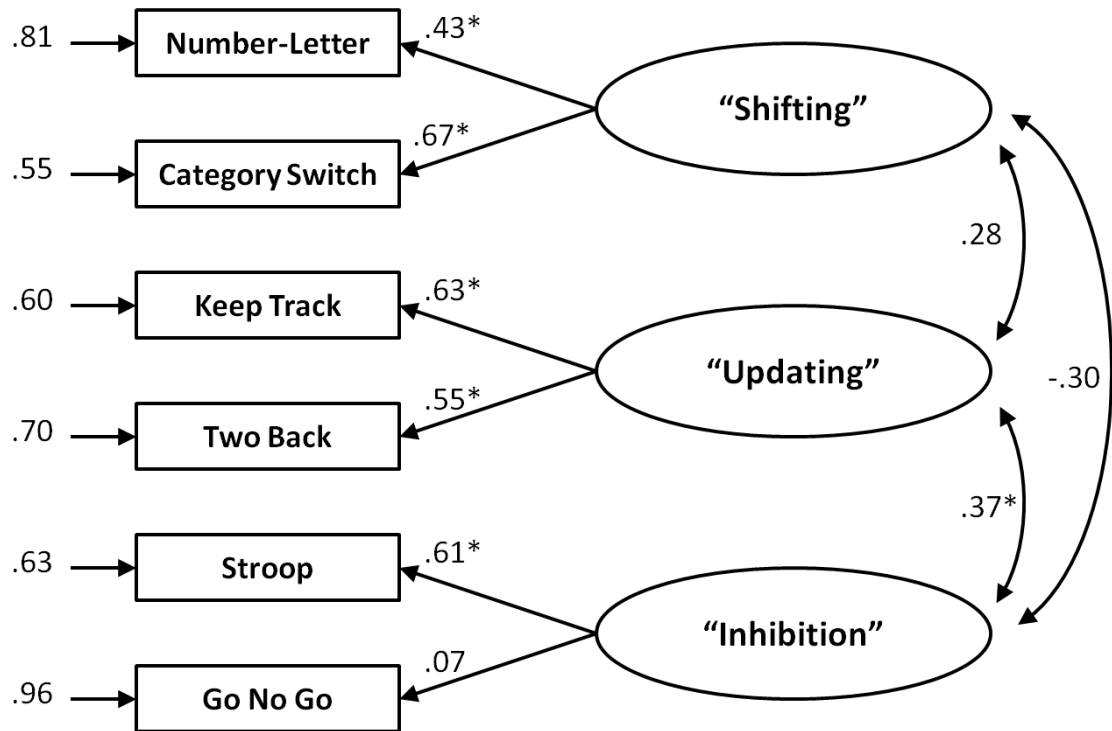 .81
Number-Letter
.43*
“Shifting”
.67*
.55
Category Switch
.28
.60
Keep Track
.63*
“Updating”
-.30
.55*
.70
Two Back
.37*
.63
Stroop
.61*
“Inhibition”
.07
.96
Go No Go